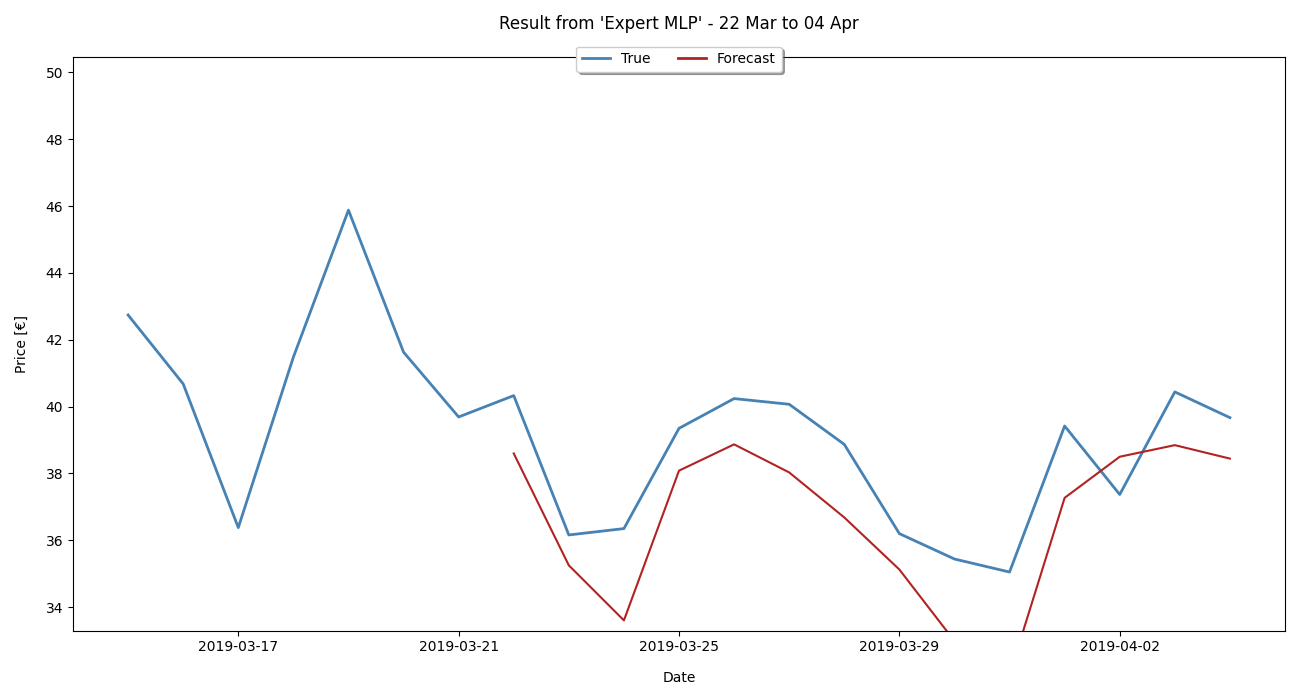 Result from 'Expert MLP' - 22 Mar to 04 Apr
True Forecast
50
48
46
44
42
40
38
36
34
Price [€]
2019-03-17 2019-03-21 2019-03-25 2019-03-29 2019-04-02
Date